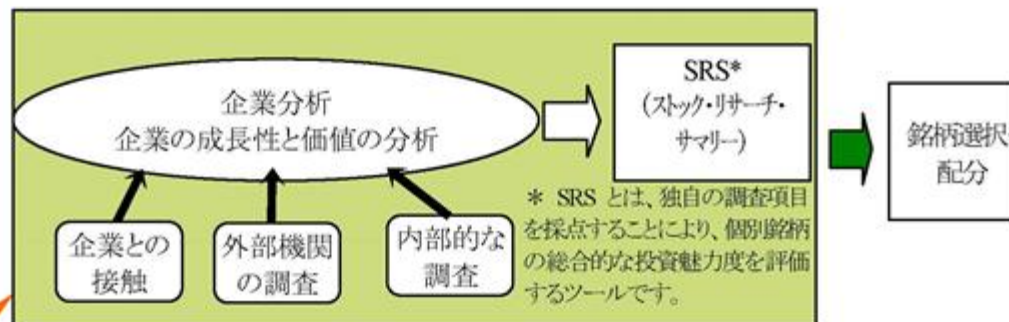 企業分析
企業の成長性と価値の分析
企業との
接触
外部機関
の調査
内部的な
調査
SRS*
(ストック・リサーチ・
サマリー)
* SRS とは、独自の調査項目
を採点することにより、個別銘柄
の総合的な投資魅力度を評価
するツールです。
銘柄選択・
配分